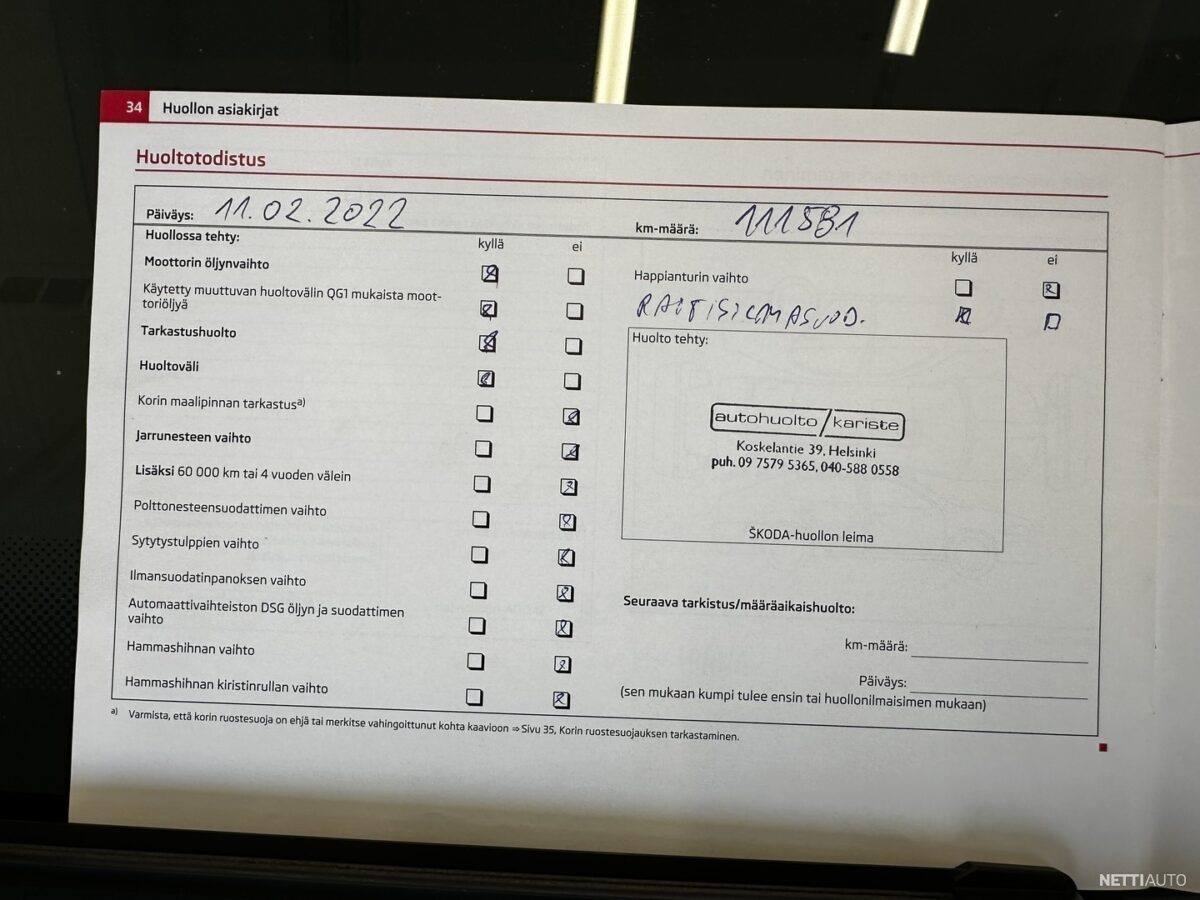 34 Huollon asiakirjat
Huoltotodistus
Päiväys: 11.02.2022
km-määrä: 111581
Huollossa tehty:
kyllä ei
Moottorin öljynvaihto
Käytetty muuttuvan huoltovälin QG1 mukaista moot-
toriöljyä
Tarkastushuolto
Huoltoväli
Korin maalipinnan tarkastusa)
Jarrunesteen vaihto
Lisäksi 60 000 km tai 4 vuoden välein
Polttonesteensuodattimen vaihto
Sytytystulppien vaihto
Ilmansuodatinpanoksen vaihto
Automaattivaihteiston DSG öljyn ja suodattimen
vaihto
Hammashihnan vaihto
Hammashihnan kiristinrullan vaihto
kyllä ei
Happianturin vaihto
RAITISILMASUOD.
Huolto tehty:
autohuolto/kariste
Koskelantie 39, Helsinki
puh. 09 7579 5365, 040-588 0558
ŠKODA-huollon leima
Seuraava tarkistus/määräaikaishuolto:
km-määrä:
Päiväys:
(sen mukaan kumpi tulee ensin tai huollonilmaisimen mukaan)
a) Varmista, että korin ruostesuoja on ehjä tai merkitse vahingoittunut kohta kaavioon ⇒ Sivu 35, Korin ruostesuojauksen tarkastaminen.
NETTIAUTO